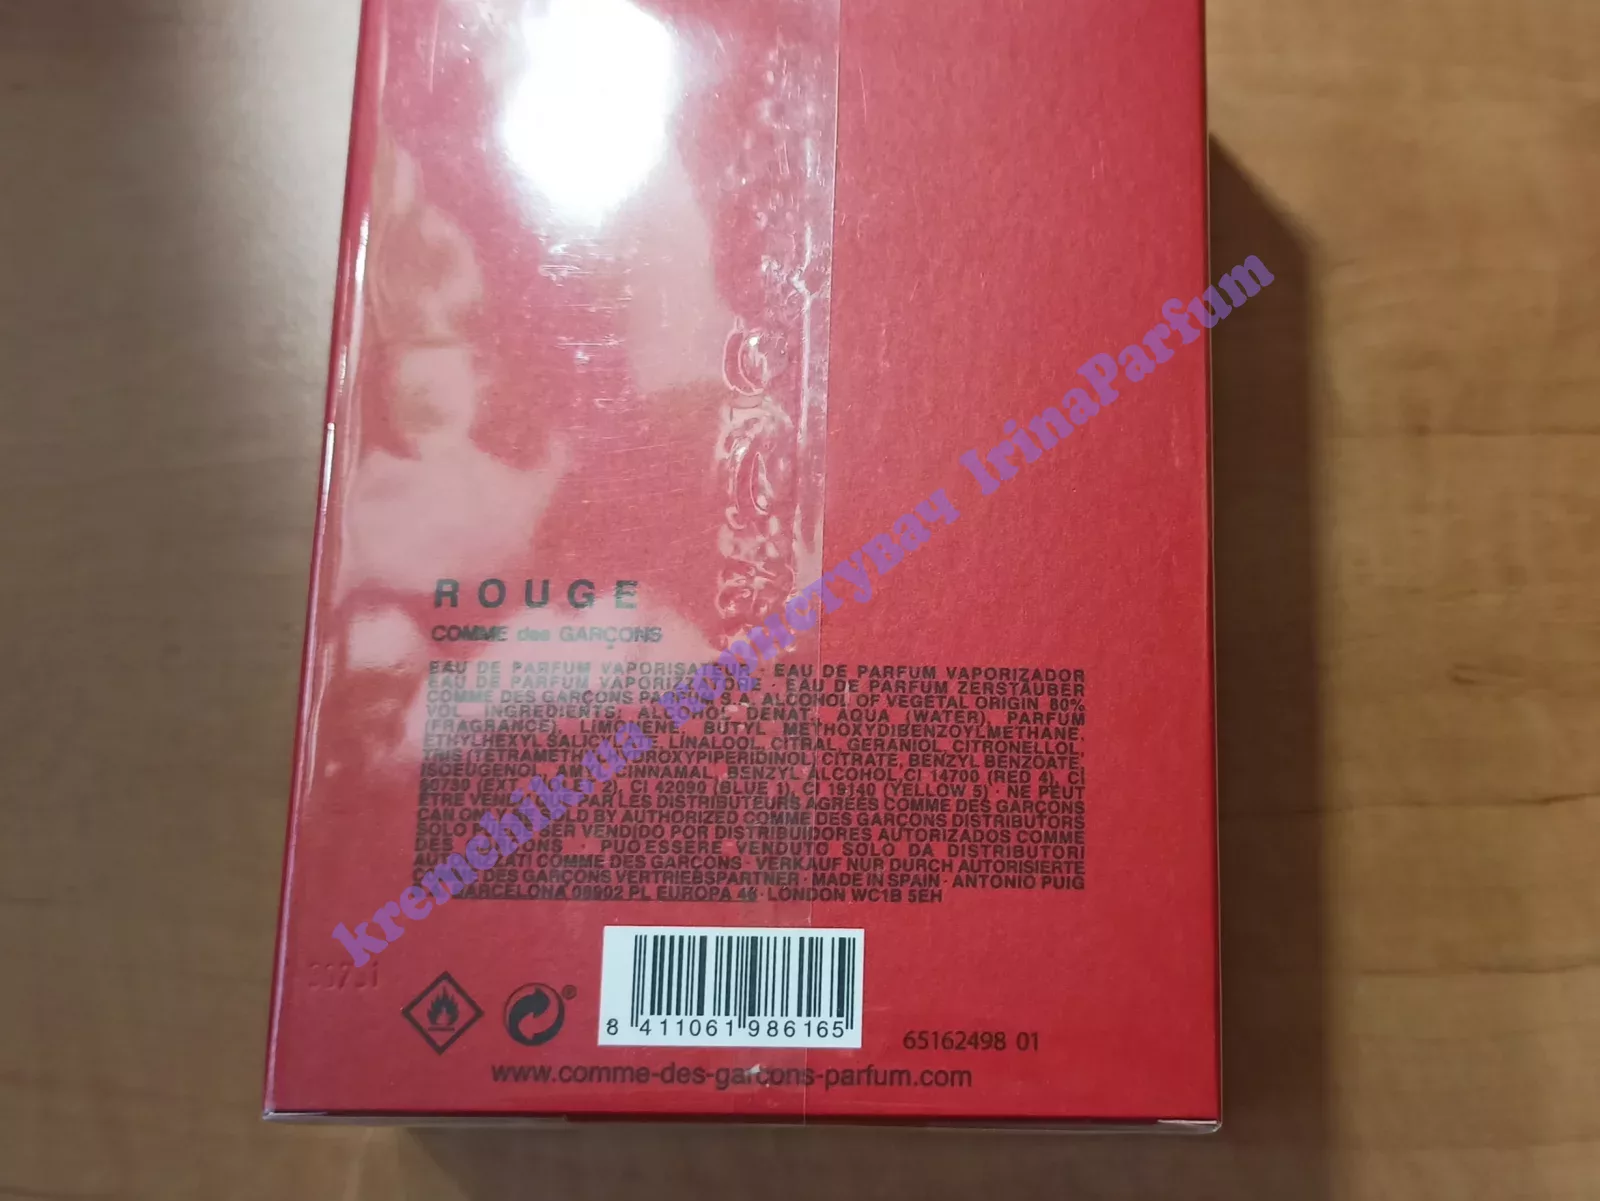 ROUGE
COMME des GARÇONS
EAU DE PARFUM VAPORISATEUR · EAU DE PARFUM VAPORIZADOR
EAU DE PARFUM VAPORIZZATORE · EAU DE PARFUM ZERSTÄUBER
COMME DES GARÇONS PARFUM S.A. ALCOHOL OF VEGETAL ORIGIN 80%
VOL. INGREDIENTS: ALCOHOL DENAT., AQUA (WATER), PARFUM
(FRAGRANCE), LIMONENE, BUTYL METHOXYDIBENZOYLMETHANE,
ETHYLHEXYL SALICYLATE, LINALOOL, CITRAL, GERANIOL, CITRONELLOL,
TRIS(TETRAMETHYLHYDROXYPIPERIDINOL) CITRATE, BENZYL BENZOATE,
ISOEUGENOL, AMYL CINNAMAL, BENZYL ALCOHOL, CI 14700 (RED 4), CI
60730 (EXT. VIOLET 2), CI 42090 (BLUE 1), CI 19140 (YELLOW 5) · NE PEUT
ÊTRE VENDU QUE PAR LES DISTRIBUTEURS AGRÉÉS COMME DES GARÇONS
CAN ONLY BE SOLD BY AUTHORIZED COMME DES GARÇONS DISTRIBUTORS
SOLO PUEDE SER VENDIDO POR DISTRIBUIDORES AUTORIZADOS COMME
DES GARÇONS · PUO ESSERE VENDUTO SOLO DA DISTRIBUTORI
AUTORIZZATI COMME DES GARÇONS · VERKAUF NUR DURCH AUTORISIERTE
COMME DES GARÇONS VERTRIEBSPARTNER · MADE IN SPAIN · ANTONIO PUIG
BARCELONA 08902 PL EUROPA 46 · LONDON WC1B 5EH
8 411061 986165
65162498 01
www.comme-des-garcons-parfum.com
IrinaParfum